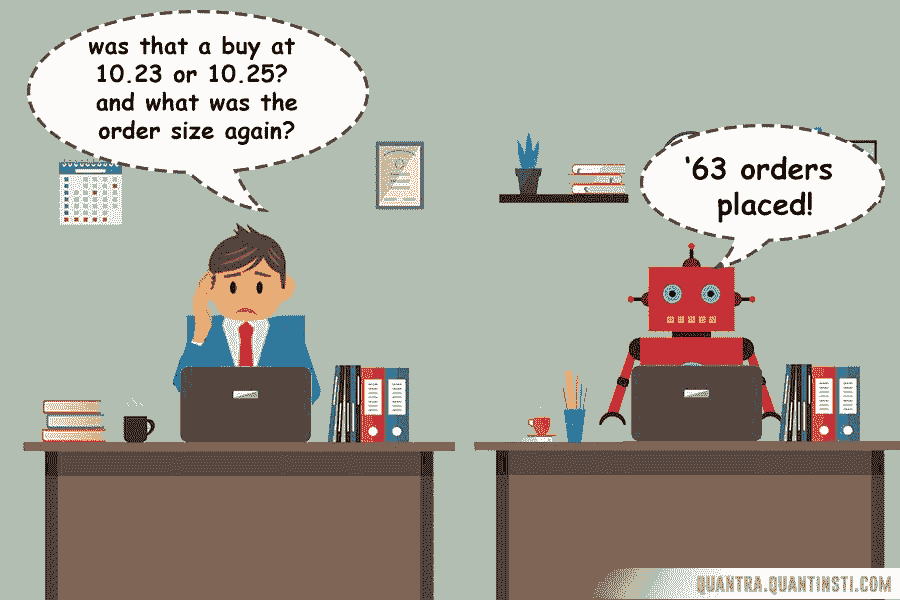 was that a buy at
10.23 or 10.25?
and what was the
order size again?
‘63 orders
placed!
QUANTRA.QUANTINSTI.COM